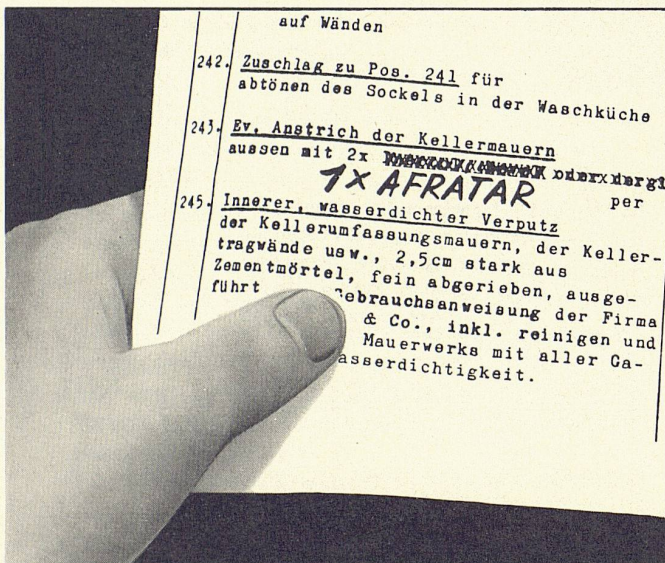 auf Wänden
242. Zuschlag zu Pos. 241 für
abtönen des Sockels in der Waschküche
243. Ev. Anstrich der Kellermauern
aussen mit 2x oder dergl
1X AFRATAR per
245. Innerer, wasserdichter Verputz
der Kellerumfassungsmauern, der Keller-
tragwände usw., 2,5cm stark aus
Zementmörtel, fein abgerieben, ausge-
führt Gebrauchsanweisung der Firma
& Co., inkl. reinigen und
Mauerwerks mit aller Ga-
asserdichtigkeit.